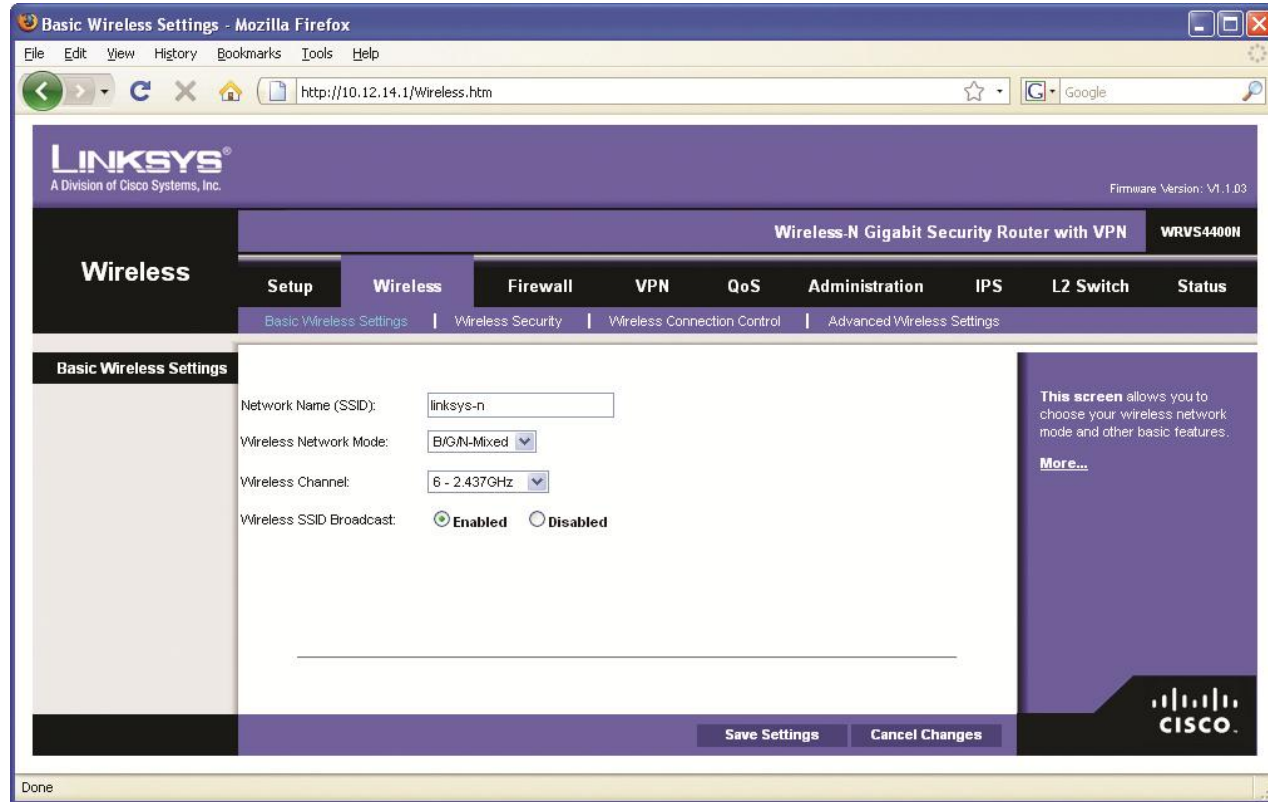 Basic Wireless Settings - Mozilla Firefox
File Edit View History Bookmarks Tools Help
http://10.12.14.1/Wireless.htm
G Google
LINKSYS®
A Division of Cisco Systems, Inc.
Firmware Version: V1.1.03
Wireless-N Gigabit Security Router with VPN WRVS4400N
Wireless
Setup Wireless Firewall VPN QoS Administration IPS L2 Switch Status
Basic Wireless Settings | Wireless Security | Wireless Connection Control | Advanced Wireless Settings
Basic Wireless Settings
Network Name (SSID): linksys-n
Wireless Network Mode: B/G/N-Mixed
Wireless Channel: 6 - 2.437GHz
Wireless SSID Broadcast: Enabled Disabled
This screen allows you to
choose your wireless network
mode and other basic features.
More...
Save Settings Cancel Changes
CISCO.
Done